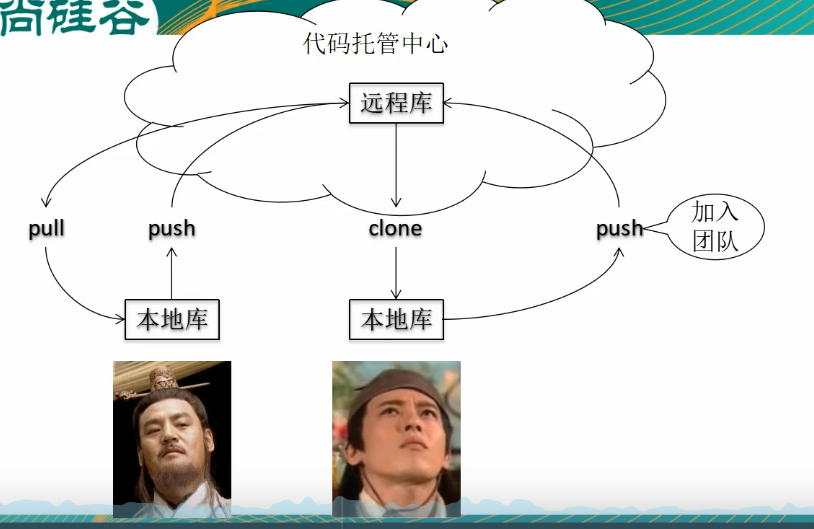 尚硅谷
代码托管中心
远程库
pull
push
clone
push
加入
团队
本地库
本地库